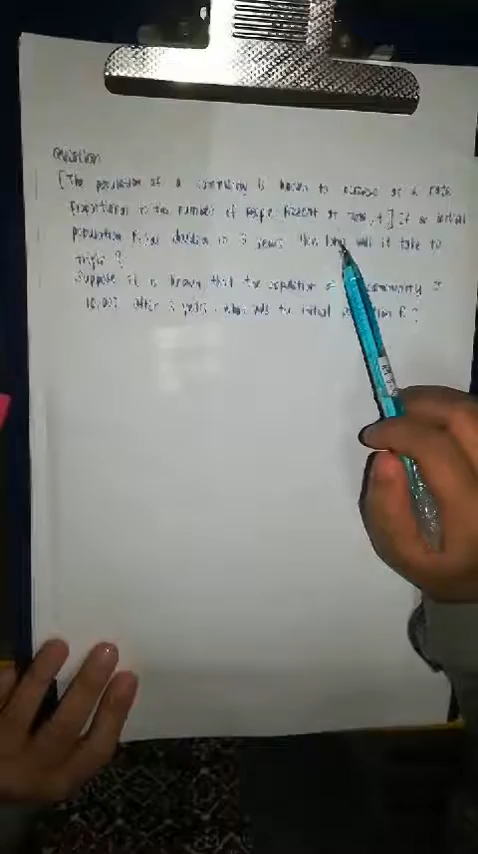 Question
[The population of a community is known to increase at a rate
proportional to the number of people present at time, t.] If an initial
population P₀ has doubled in 5 years. How long will it take to
triple?
Suppose it is known that the population of community is
10,000 after 3 years, what was the initial P₀?